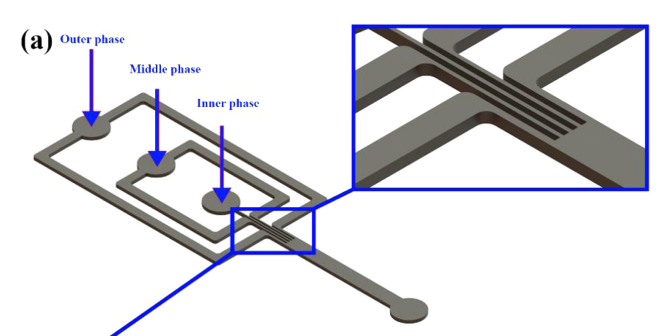 (a)
Outer phase
Middle phase
Inner phase